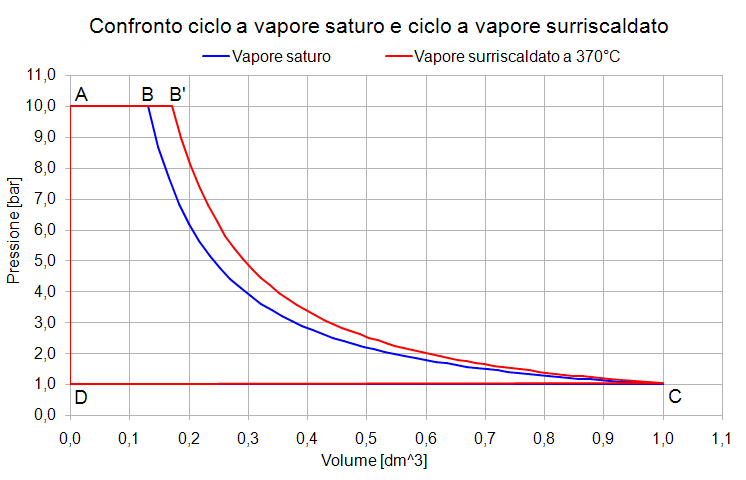 Confronto ciclo a vapore saturo e ciclo a vapore surriscaldato
Vapore saturo Vapore surriscaldato a 370°C
11,0
10,0
9,0
8,0
7,0
6,0
5,0
4,0
3,0
2,0
1,0
0,0
Pressione [bar]
A B B'
D C
0,0 0,1 0,2 0,3 0,4 0,5 0,6 0,7 0,8 0,9 1,0 1,1
Volume [dm^3]